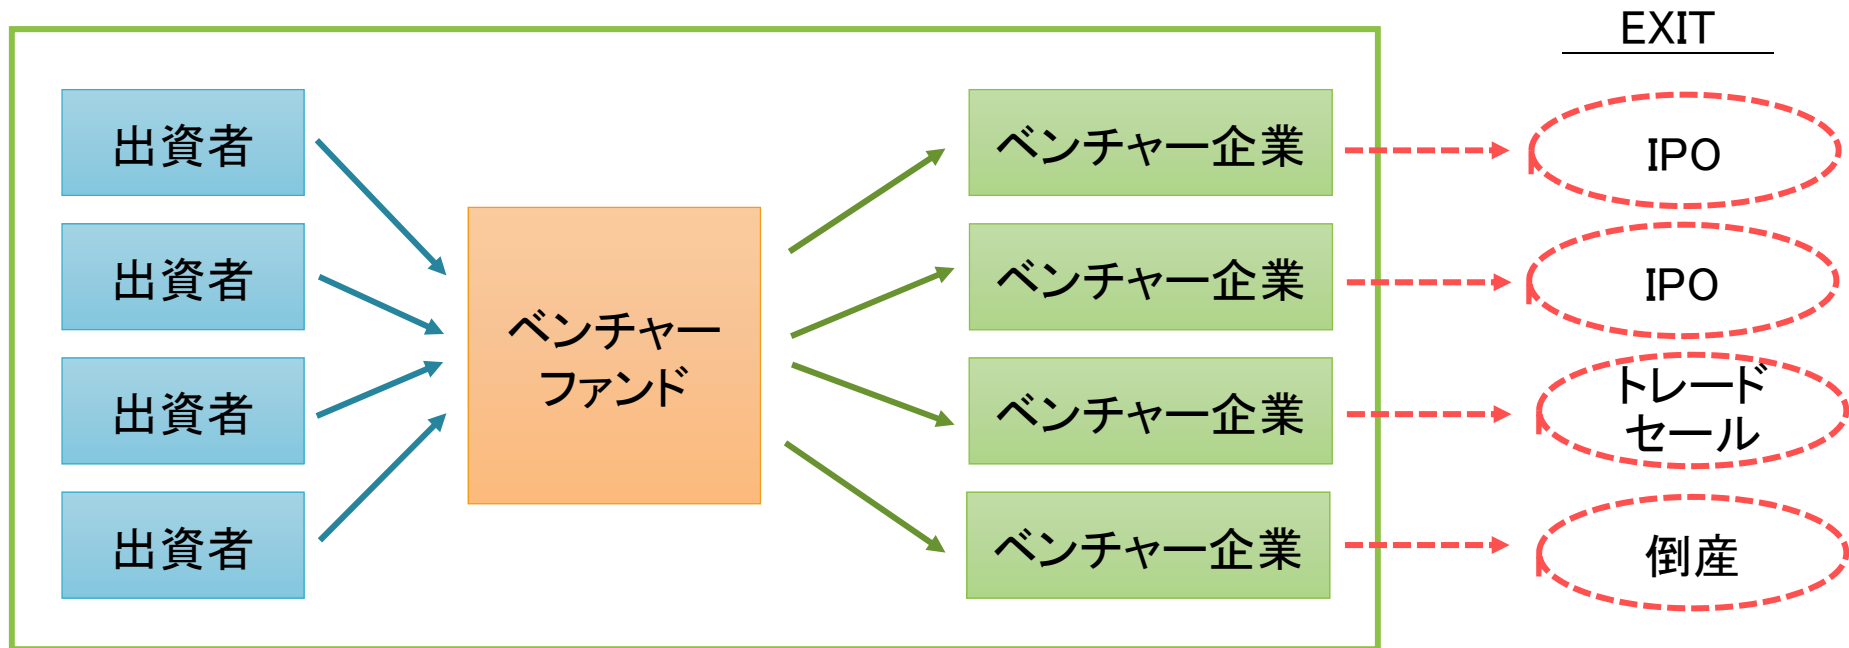 EXIT
出資者
出資者
出資者
出資者
ベンチャー
ファンド
ベンチャー企業
ベンチャー企業
ベンチャー企業
ベンチャー企業
IPO
IPO
トレード
セール
倒産